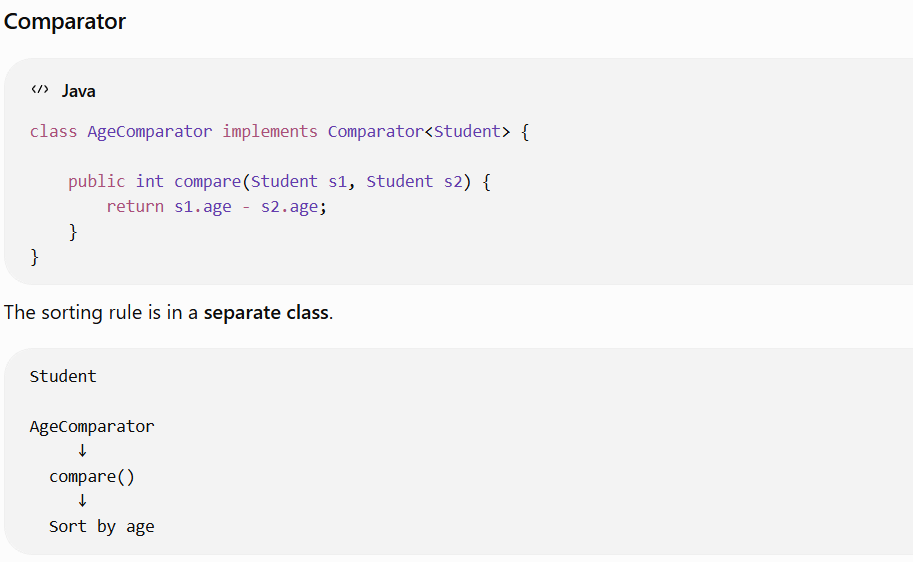 Comparator
</> Java
class AgeComparator implements Comparator<Student> {
    public int compare(Student s1, Student s2) {
        return s1.age - s2.age;
    }
}
The sorting rule is in a separate class.
Student
AgeComparator
↓
compare()
↓
Sort by age